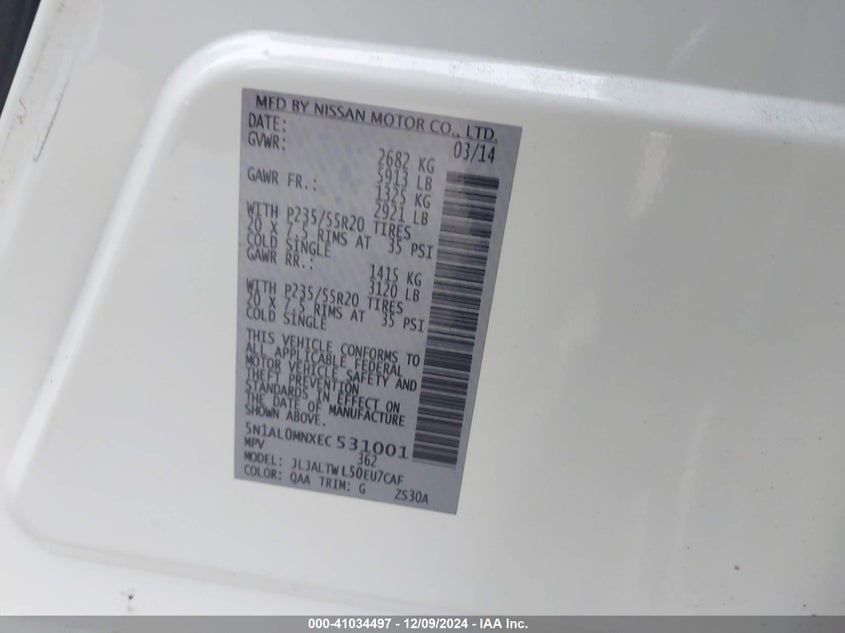 MFD BY NISSAN MOTOR CO., LTD.
DATE: 03/14
GVWR: 2682 KG
5913 LB
GAWR FR.: 1325 KG
2921 LB
WITH P235/55R20 TIRES
20 X 7.5 RIMS AT 35 PSI
COLD SINGLE
GAWR RR.: 1415 KG
3120 LB
WITH P235/55R20 TIRES
20 X 7.5 RIMS AT 35 PSI
COLD SINGLE
THIS VEHICLE CONFORMS TO
ALL APPLICABLE FEDERAL
MOTOR VEHICLE SAFETY AND
THEFT PREVENTION
STANDARDS IN EFFECT ON
THE DATE OF MANUFACTURE
SHOWN ABOVE.
5N1AL0MNXEC531001
MPV 362
MODEL: JLJALTWL50EU7CAF
COLOR: QAA TRIM: G 2S30A
000-41034497 - 12/09/2024 - IAA Inc.